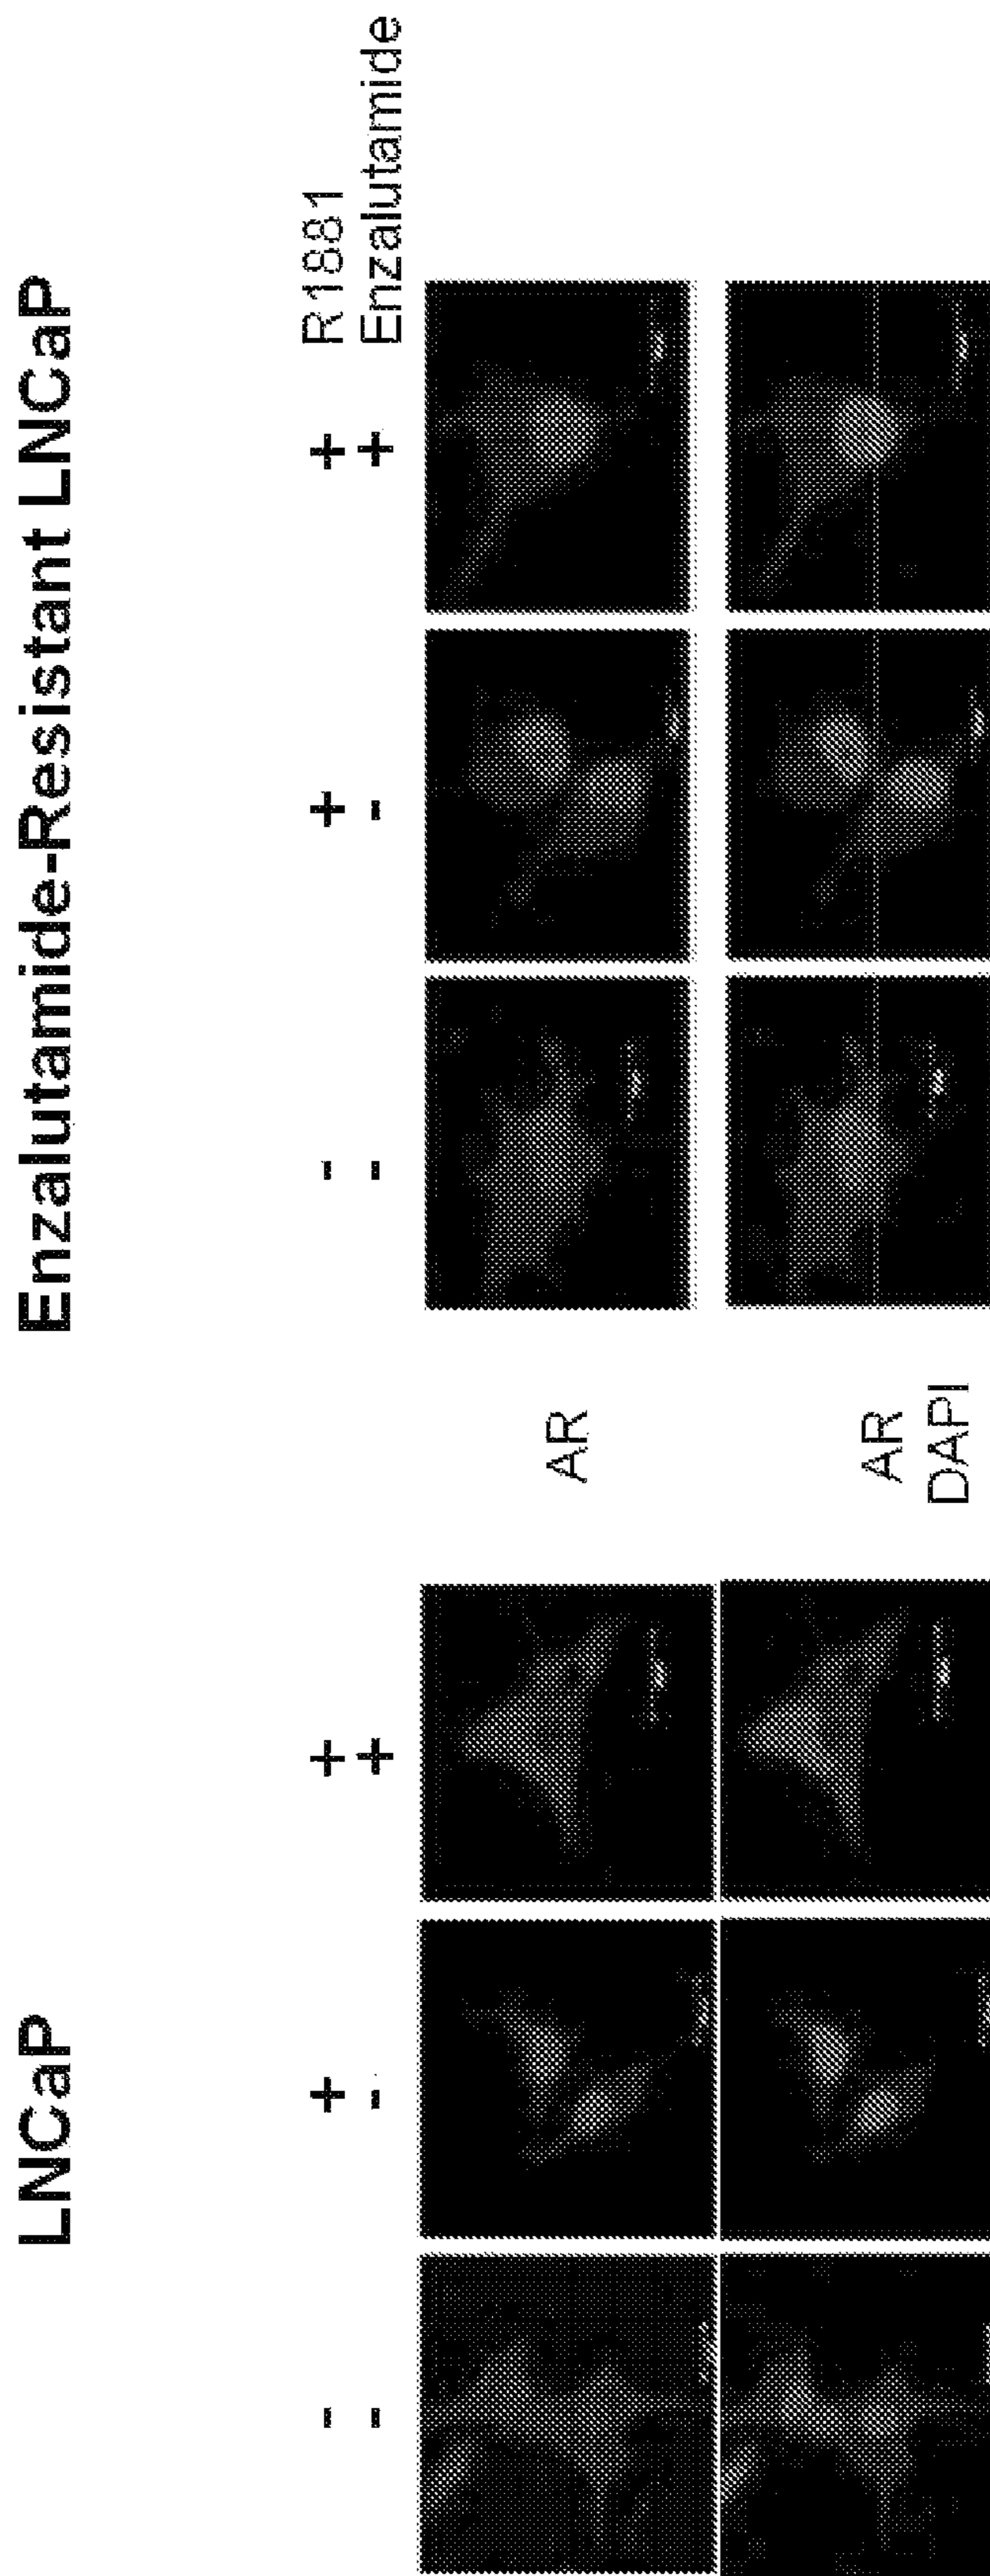 LNCaP
Enzalutamide-Resistant LNCaP
- + + - + + R1881
- - + - - + Enzalutamide
AR
AR
DAPI